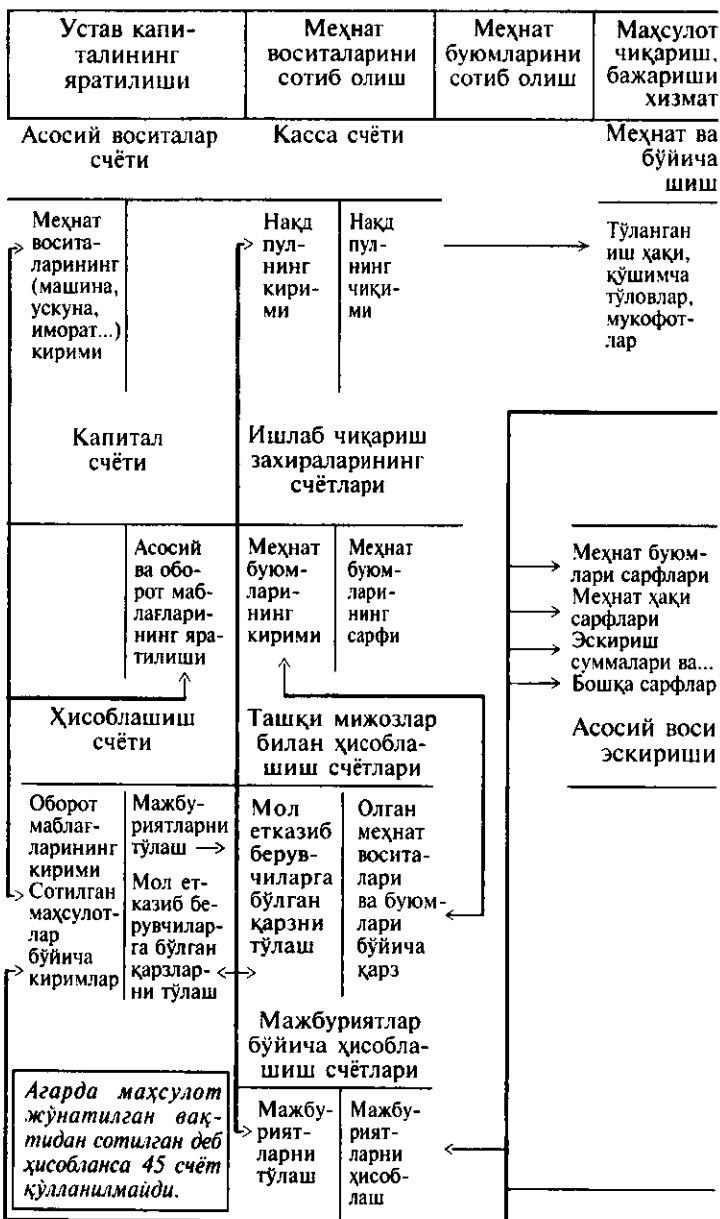 Устав капи-
талининг
яратилиши
Меҳнат
воситаларини
сотиб олиш
Меҳнат
буюмларини
сотиб олиш
Маҳсулот
чиқариш,
бажариши
хизмат
Асосий воситалар
счёти
Касса счёти
Меҳнат ва
бўйича
шиш
Меҳнат
восита-
ларининг
(машина,
ускуна,
иморат...)
кирими
Нақд
пул-
нинг
кири-
ми
Нақд
пул-
нинг
чиқи-
ми
Тўланган
иш ҳақи,
қўшимча
тўловлар,
мукофот-
лар
Капитал
счёти
Ишлаб чиқариш
захираларининг
счётлари
Асосий
ва обо-
рот маб-
лағлари-
нинг яра-
тилиши
Меҳнат
буюм-
лари-
нинг
кирими
Меҳнат
буюм-
лари-
нинг
сарфи
Меҳнат буюм-
лари сарфлари
Меҳнат ҳақи
сарфлари
Эскириш
суммалари ва...
Бошқа сарфлар
Ҳисоблашиш
счёти
Ташқи мижозлар
билан ҳисобла-
шиш счётлари
Асосий воси
эскириши
Оборот
маблағ-
ларининг
кирими
Сотилган
маҳсулот-
лар
бўйича
киримлар
Мажбу-
риятларни
тўлаш
Мол ет-
казиб бе-
рувчилар-
га бўлган
қарзлар-
ни тўлаш
Мол
етказиб
берув-
чиларга
бўлган
қарзни
тўлаш
Олган
меҳнат
восита-
лари
ва буюм-
лари
бўйича
қарз
Мажбуриятлар
бўйича ҳисобла-
шиш счётлари
Агарда маҳсулот
жўнатилган вақ-
тидан сотилган деб
ҳисобланса 45 счёт
қўлланилмайди.
Мажбу-
рият-
ларни
тўлаш
Мажбу-
рият-
ларни
ҳисоб-
лаш